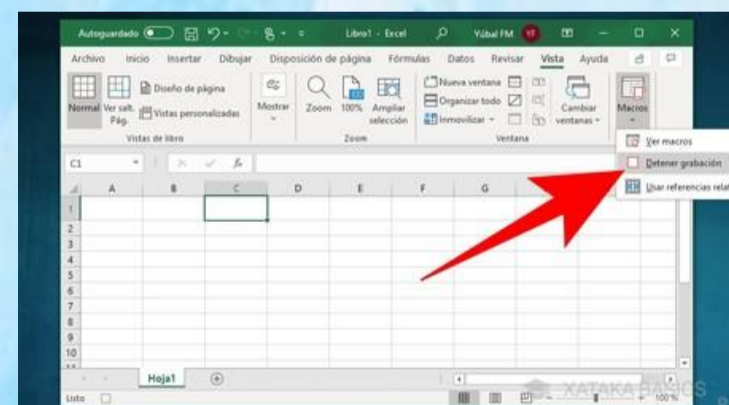 Autoguardado
Libro1 - Excel
Yúbal FM
YF
Archivo Inicio Insertar Dibujar Disposición de página Fórmulas Datos Revisar Vista Ayuda
Normal
Ver salt. Pág.
Diseño de página
Vistas personalizadas
Vistas de libro
Mostrar
Zoom
100%
Ampliar selección
Zoom
Nueva ventana
Organizar todo
Inmovilizar
Cambiar ventanas
Ventana
Macros
Ver macros
Detener grabación
Usar referencias relat
C1
fx
A B C D E F G
1
2
3
4
5
6
7
8
9
10
Hoja1
Listo
100%
XATAKA BASICS